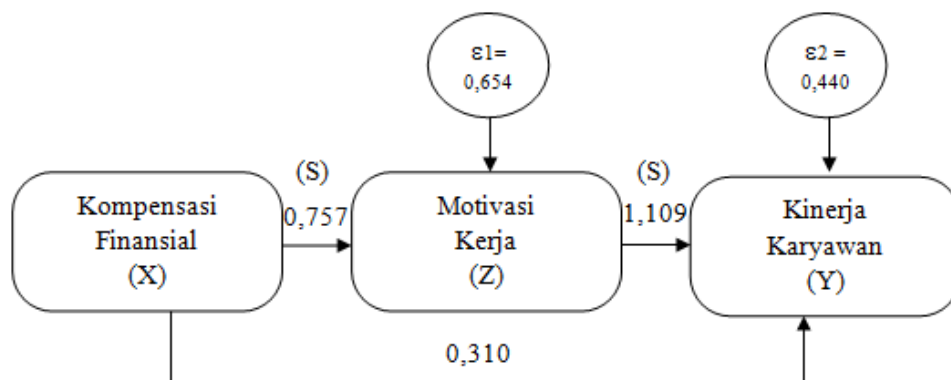 ε1=
0,654
ε2 =
0,440
(S)
(S)
Kompensasi
Finansial
(X)
0,757
Motivasi
Kerja
(Z)
1,109
Kinerja
Karyawan
(Y)
0,310